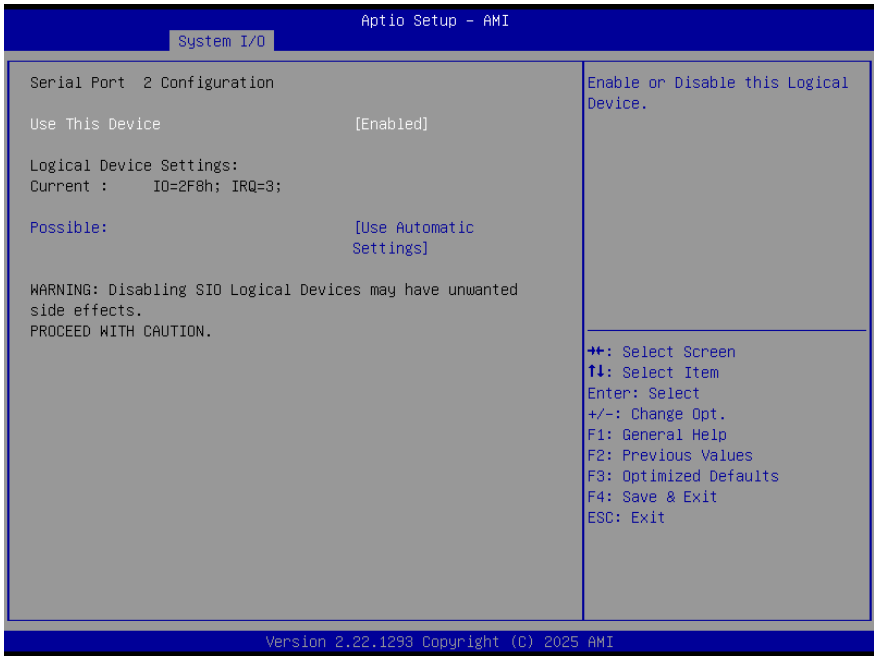 Aptio Setup – AMI
System I/O
Serial Port  2 Configuration
Use This Device [Enabled]
Logical Device Settings:
Current :     IO=2F8h; IRQ=3;
Possible: [Use Automatic
Settings]
WARNING: Disabling SIO Logical Devices may have unwanted
side effects.
PROCEED WITH CAUTION.
Enable or Disable this Logical
Device.
→←: Select Screen
↑↓: Select Item
Enter: Select
+/-: Change Opt.
F1: General Help
F2: Previous Values
F3: Optimized Defaults
F4: Save & Exit
ESC: Exit
Version 2.22.1293 Copyright (C) 2025 AMI